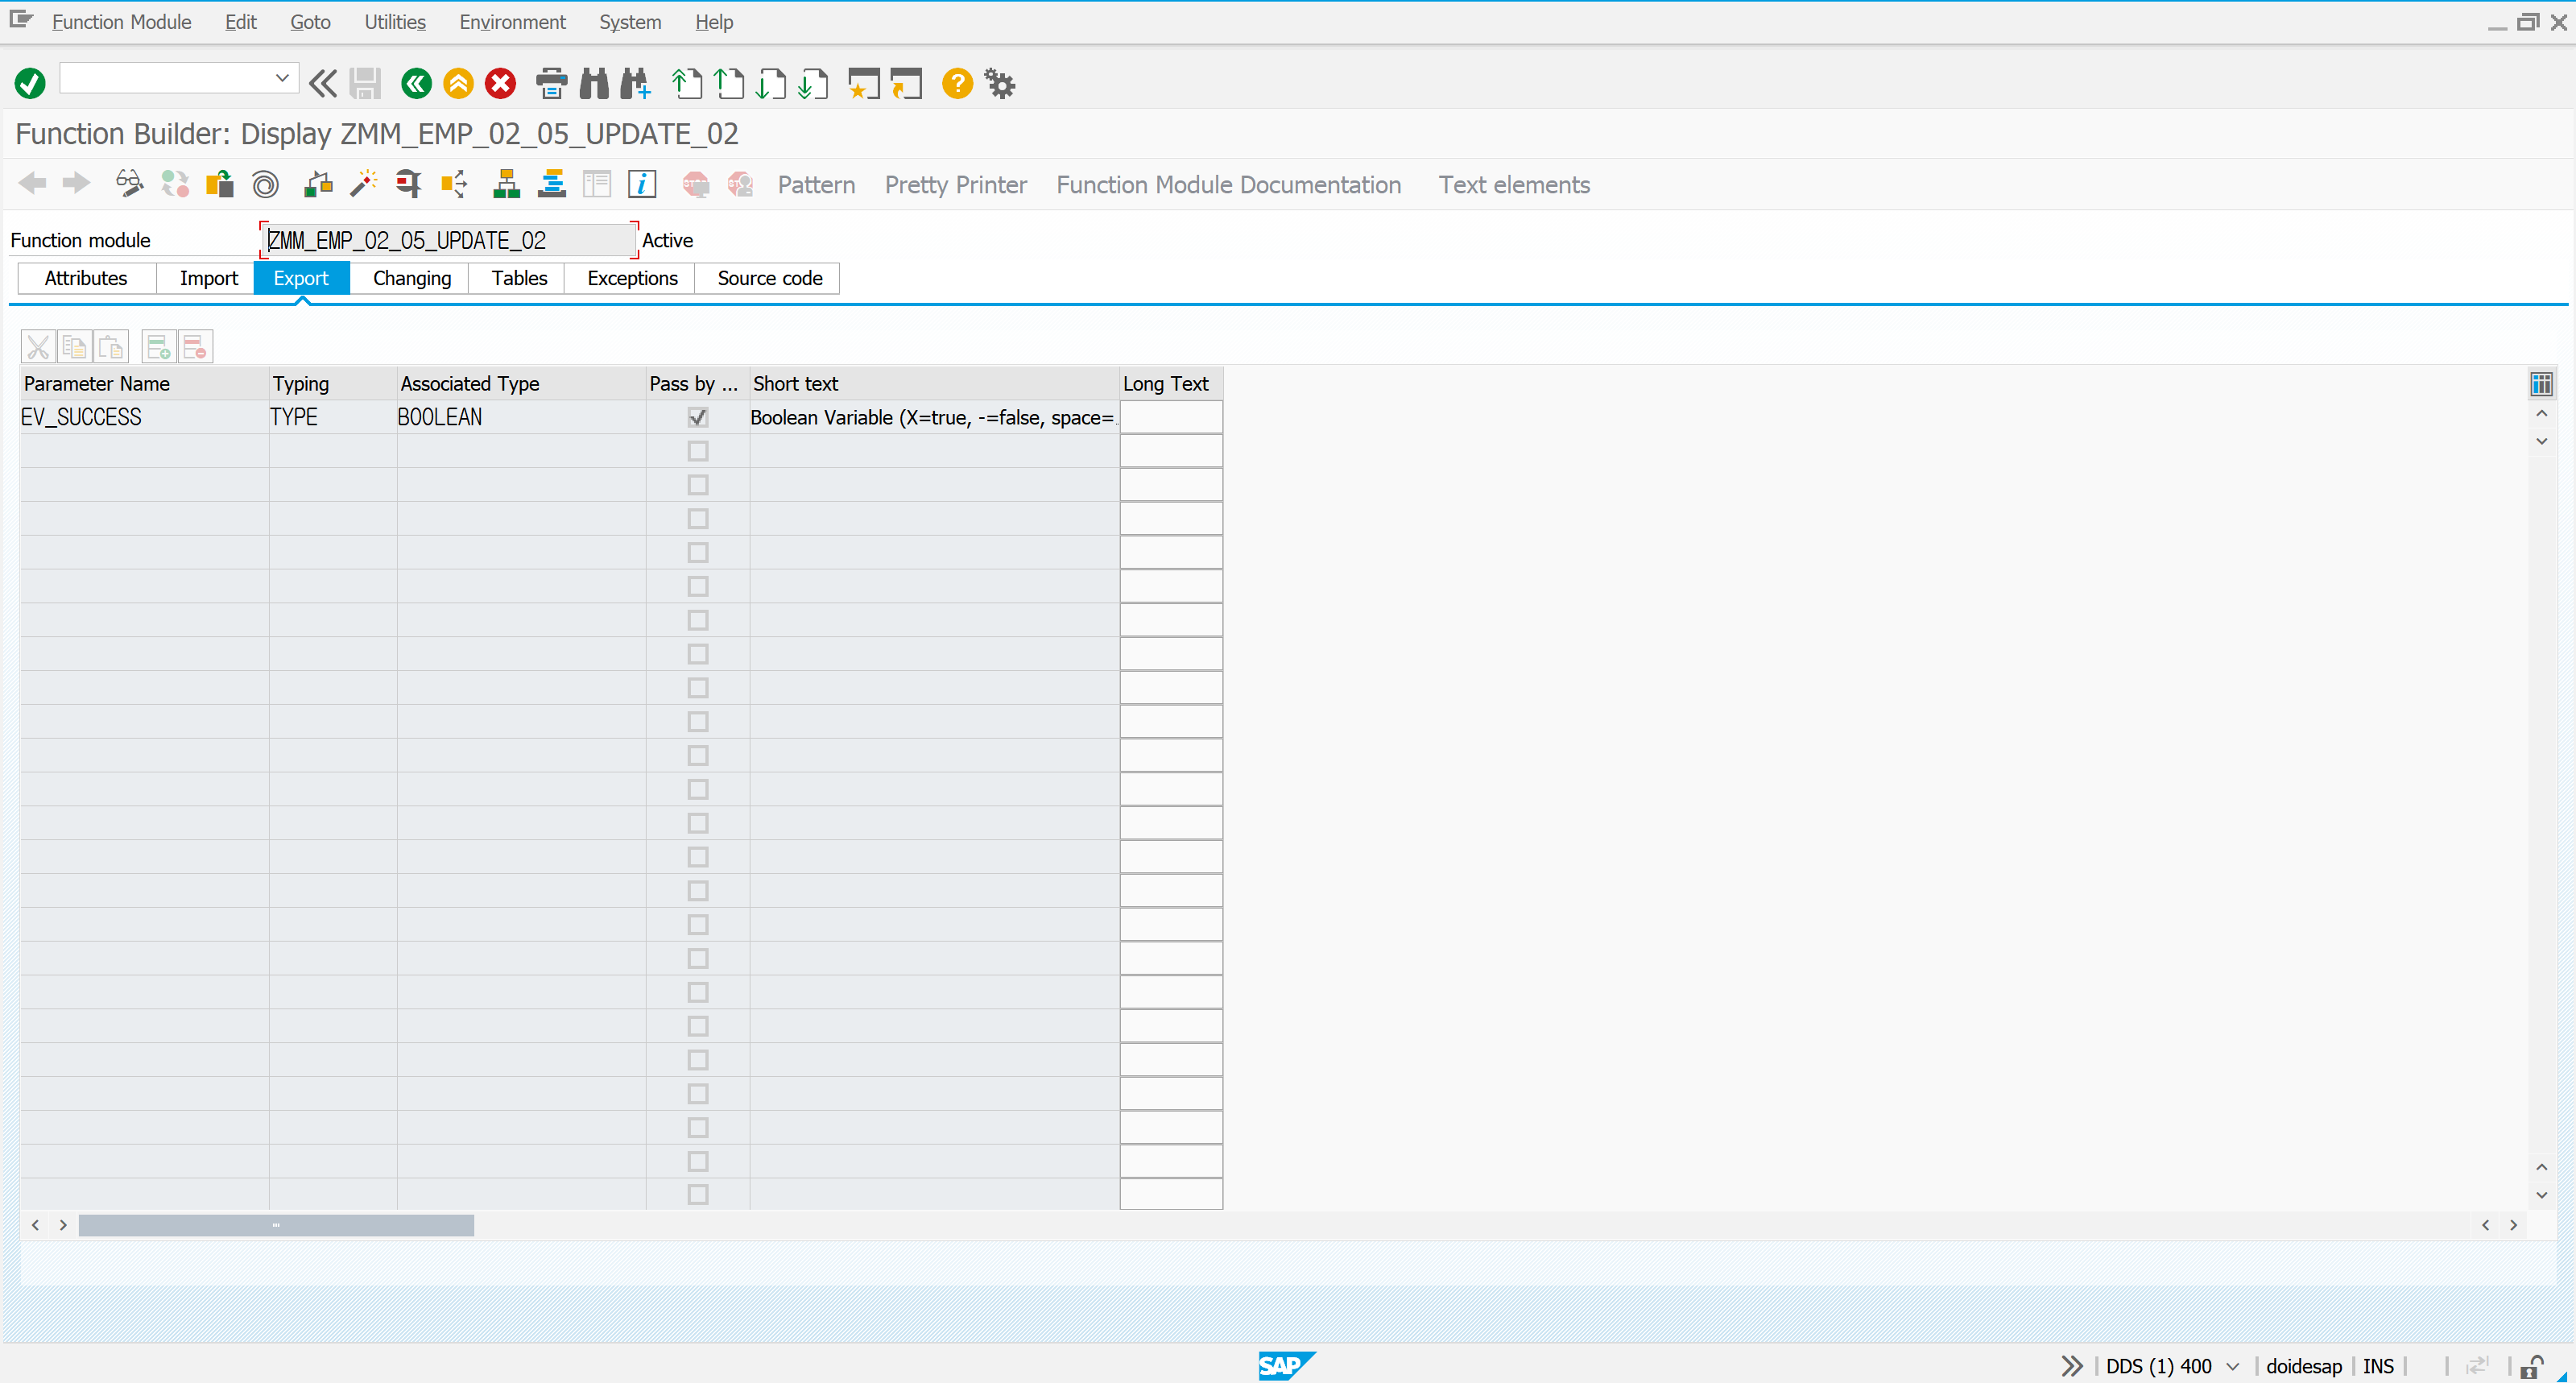 Function Module Edit Goto Utilities Environment System Help
Function Builder: Display ZMM_EMP_02_05_UPDATE_02
Pattern Pretty Printer Function Module Documentation Text elements
Function module ZMM_EMP_02_05_UPDATE_02 Active
Attributes Import Export Changing Tables Exceptions Source code
Parameter Name Typing Associated Type Pass by ... Short text Long Text
EV_SUCCESS TYPE BOOLEAN Boolean Variable (X=true, -=false, space=..
SAP DDS (1) 400 doidesap INS